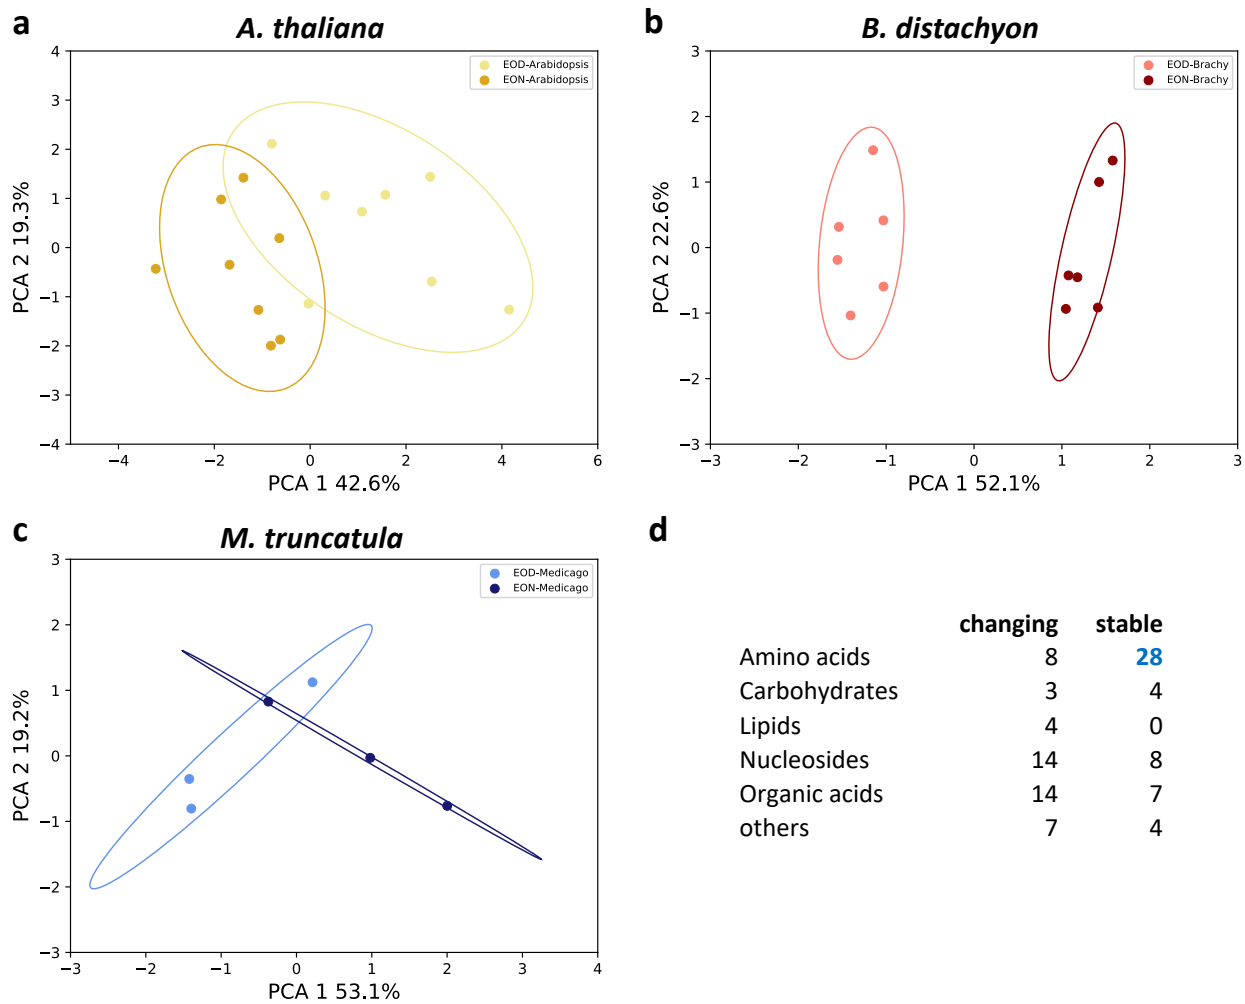 a
A. thaliana
4
3
2
1
0
−1
−2
−3
−4
PCA 2 19.3%
EOD-Arabidopsis
EON-Arabidopsis
−4
−2
0
2
4
6
PCA 1 42.6%
b
B. distachyon
3
2
1
0
−1
−2
−3
PCA 2 22.6%
EOD-Brachy
EON-Brachy
−3
−2
−1
0
1
2
3
PCA 1 52.1%
c
M. truncatula
3
2
1
0
−1
−2
−3
PCA 2 19.2%
EOD-Medicago
EON-Medicago
−3
−2
−1
0
1
2
3
4
PCA 1 53.1%
d
changing stable
Amino acids 8 28
Carbohydrates 3 4
Lipids 4 0
Nucleosides 14 8
Organic acids 14 7
others 7 4